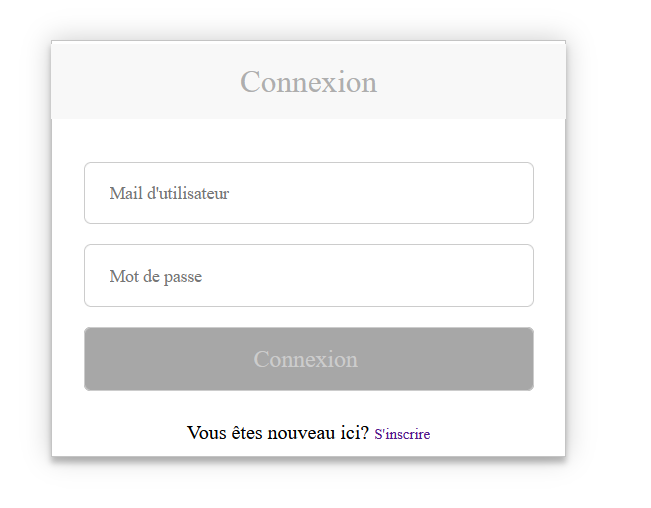 Connexion
Mail d'utilisateur
Mot de passe
Connexion
Vous êtes nouveau ici? S'inscrire